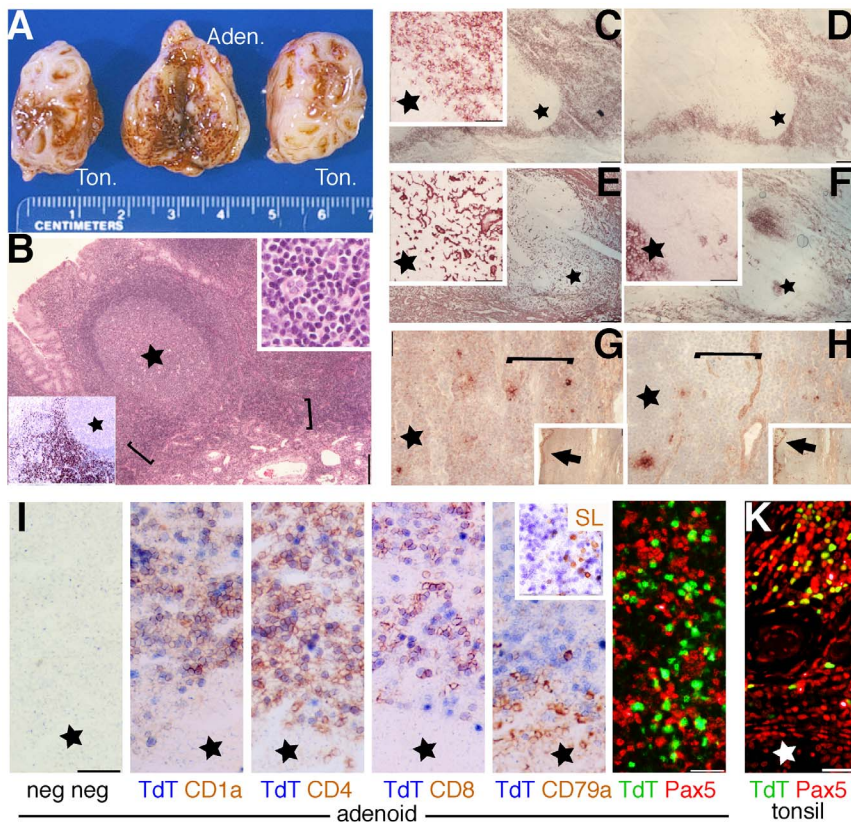 A
Aden.
Ton.
Ton.
1 2 3 4 5 6 7
CENTIMETERS
B
C
D
E
F
G
H
I
SL
K
neg neg
TdT CD1a
TdT CD4
TdT CD8
TdT CD79a
TdT Pax5
TdT Pax5
adenoid
tonsil